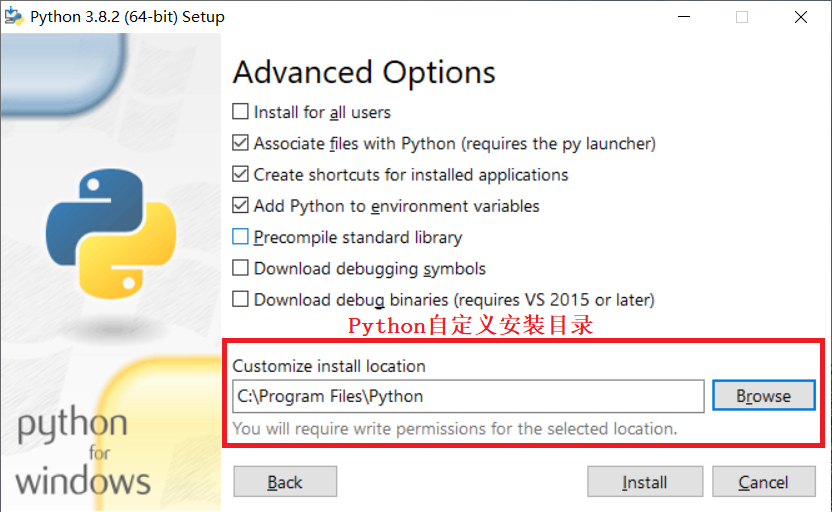 Python 3.8.2 (64-bit) Setup
Advanced Options
Install for all users
Associate files with Python (requires the py launcher)
Create shortcuts for installed applications
Add Python to environment variables
Precompile standard library
Download debugging symbols
Download debug binaries (requires VS 2015 or later)
Python自定义安装目录
Customize install location
C:\Program Files\Python
Browse
You will require write permissions for the selected location.
python
for
windows
Back
Install
Cancel